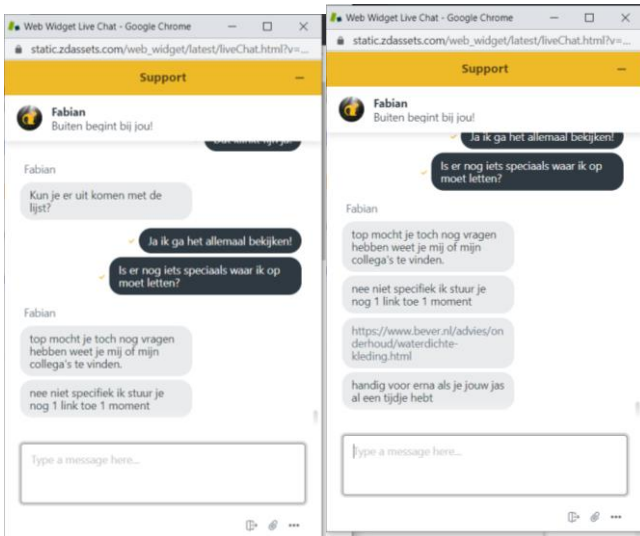 Web Widget Live Chat - Google Chrome
static.zdassets.com/web_widget/latest/liveChat.html?v=...
Support
Fabian
Buiten begint bij jou!
Fabian
Kun je er uit komen met de
lijst?
Ja ik ga het allemaal bekijken!
Is er nog iets speciaals waar ik op
moet letten?
Fabian
top mocht je toch nog vragen
hebben weet je mij of mijn
collega's te vinden.
nee niet specifiek ik stuur je
nog 1 link toe 1 moment
Type a message here...
Web Widget Live Chat - Google Chrome
static.zdassets.com/web_widget/latest/liveChat.html?v=...
Support
Fabian
Buiten begint bij jou!
Ja ik ga het allemaal bekijken!
Is er nog iets speciaals waar ik op
moet letten?
Fabian
top mocht je toch nog vragen
hebben weet je mij of mijn
collega's te vinden.
nee niet specifiek ik stuur je
nog 1 link toe 1 moment
https://www.bever.nl/advies/on
derhoud/waterdichte-
kleding.html
handig voor erna als je jouw jas
al een tijdje hebt
Type a message here...